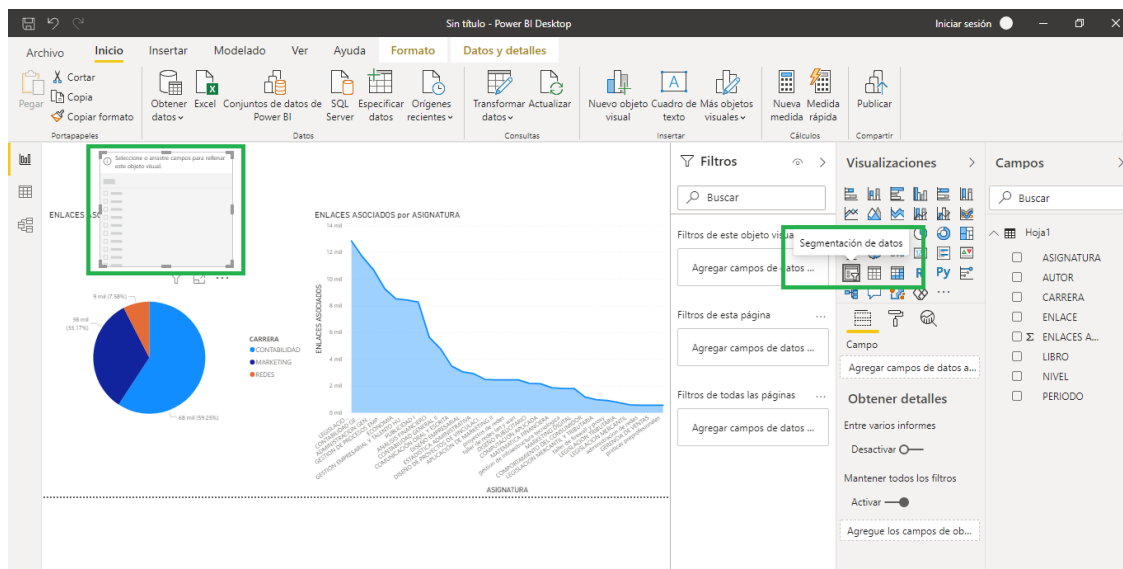 Sin título - Power BI Desktop
Iniciar sesión
Archivo
Inicio
Insertar
Modelado
Ver
Ayuda
Formato
Datos y detalles
Pegar
Cortar
Copia
Copiar formato
Portapapeles
Obtener datos
Excel
Conjuntos de datos de Power BI
SQL Server
Especificar datos
Orígenes recientes
Datos
Transformar datos
Actualizar
Consultas
Nuevo objeto visual
Cuadro de texto
Más objetos visuales
Insertar
Nueva medida
Medida rápida
Cálculos
Publicar
Compartir
Seleccione o arrastre campos para rellenar
este objeto visual.
ENLACES ASO
9 mil (7.58%)
38 mil
(33.17%)
68 mil (59.25%)
CARRERA
CONTABILIDAD
MARKETING
REDES
ENLACES ASOCIADOS por ASIGNATURA
14 mil
12 mil
10 mil
8 mil
6 mil
4 mil
2 mil
0 mil
ENLACES ASOCIADOS
ASIGNATURA
Filtros
Buscar
Filtros de este objeto visua
Agregar campos de datos ...
Filtros de esta página
...
Agregar campos de datos ...
Filtros de todas las páginas
...
Agregar campos de datos ...
Visualizaciones
Segmentación de datos
R
Py
Campo
Agregar campos de datos a...
Obtener detalles
Entre varios informes
Desactivar
Mantener todos los filtros
Activar
Agregue los campos de ob...
Campos
Buscar
Hoja1
ASIGNATURA
AUTOR
CARRERA
ENLACE
Σ ENLACES A...
LIBRO
NIVEL
PERIODO